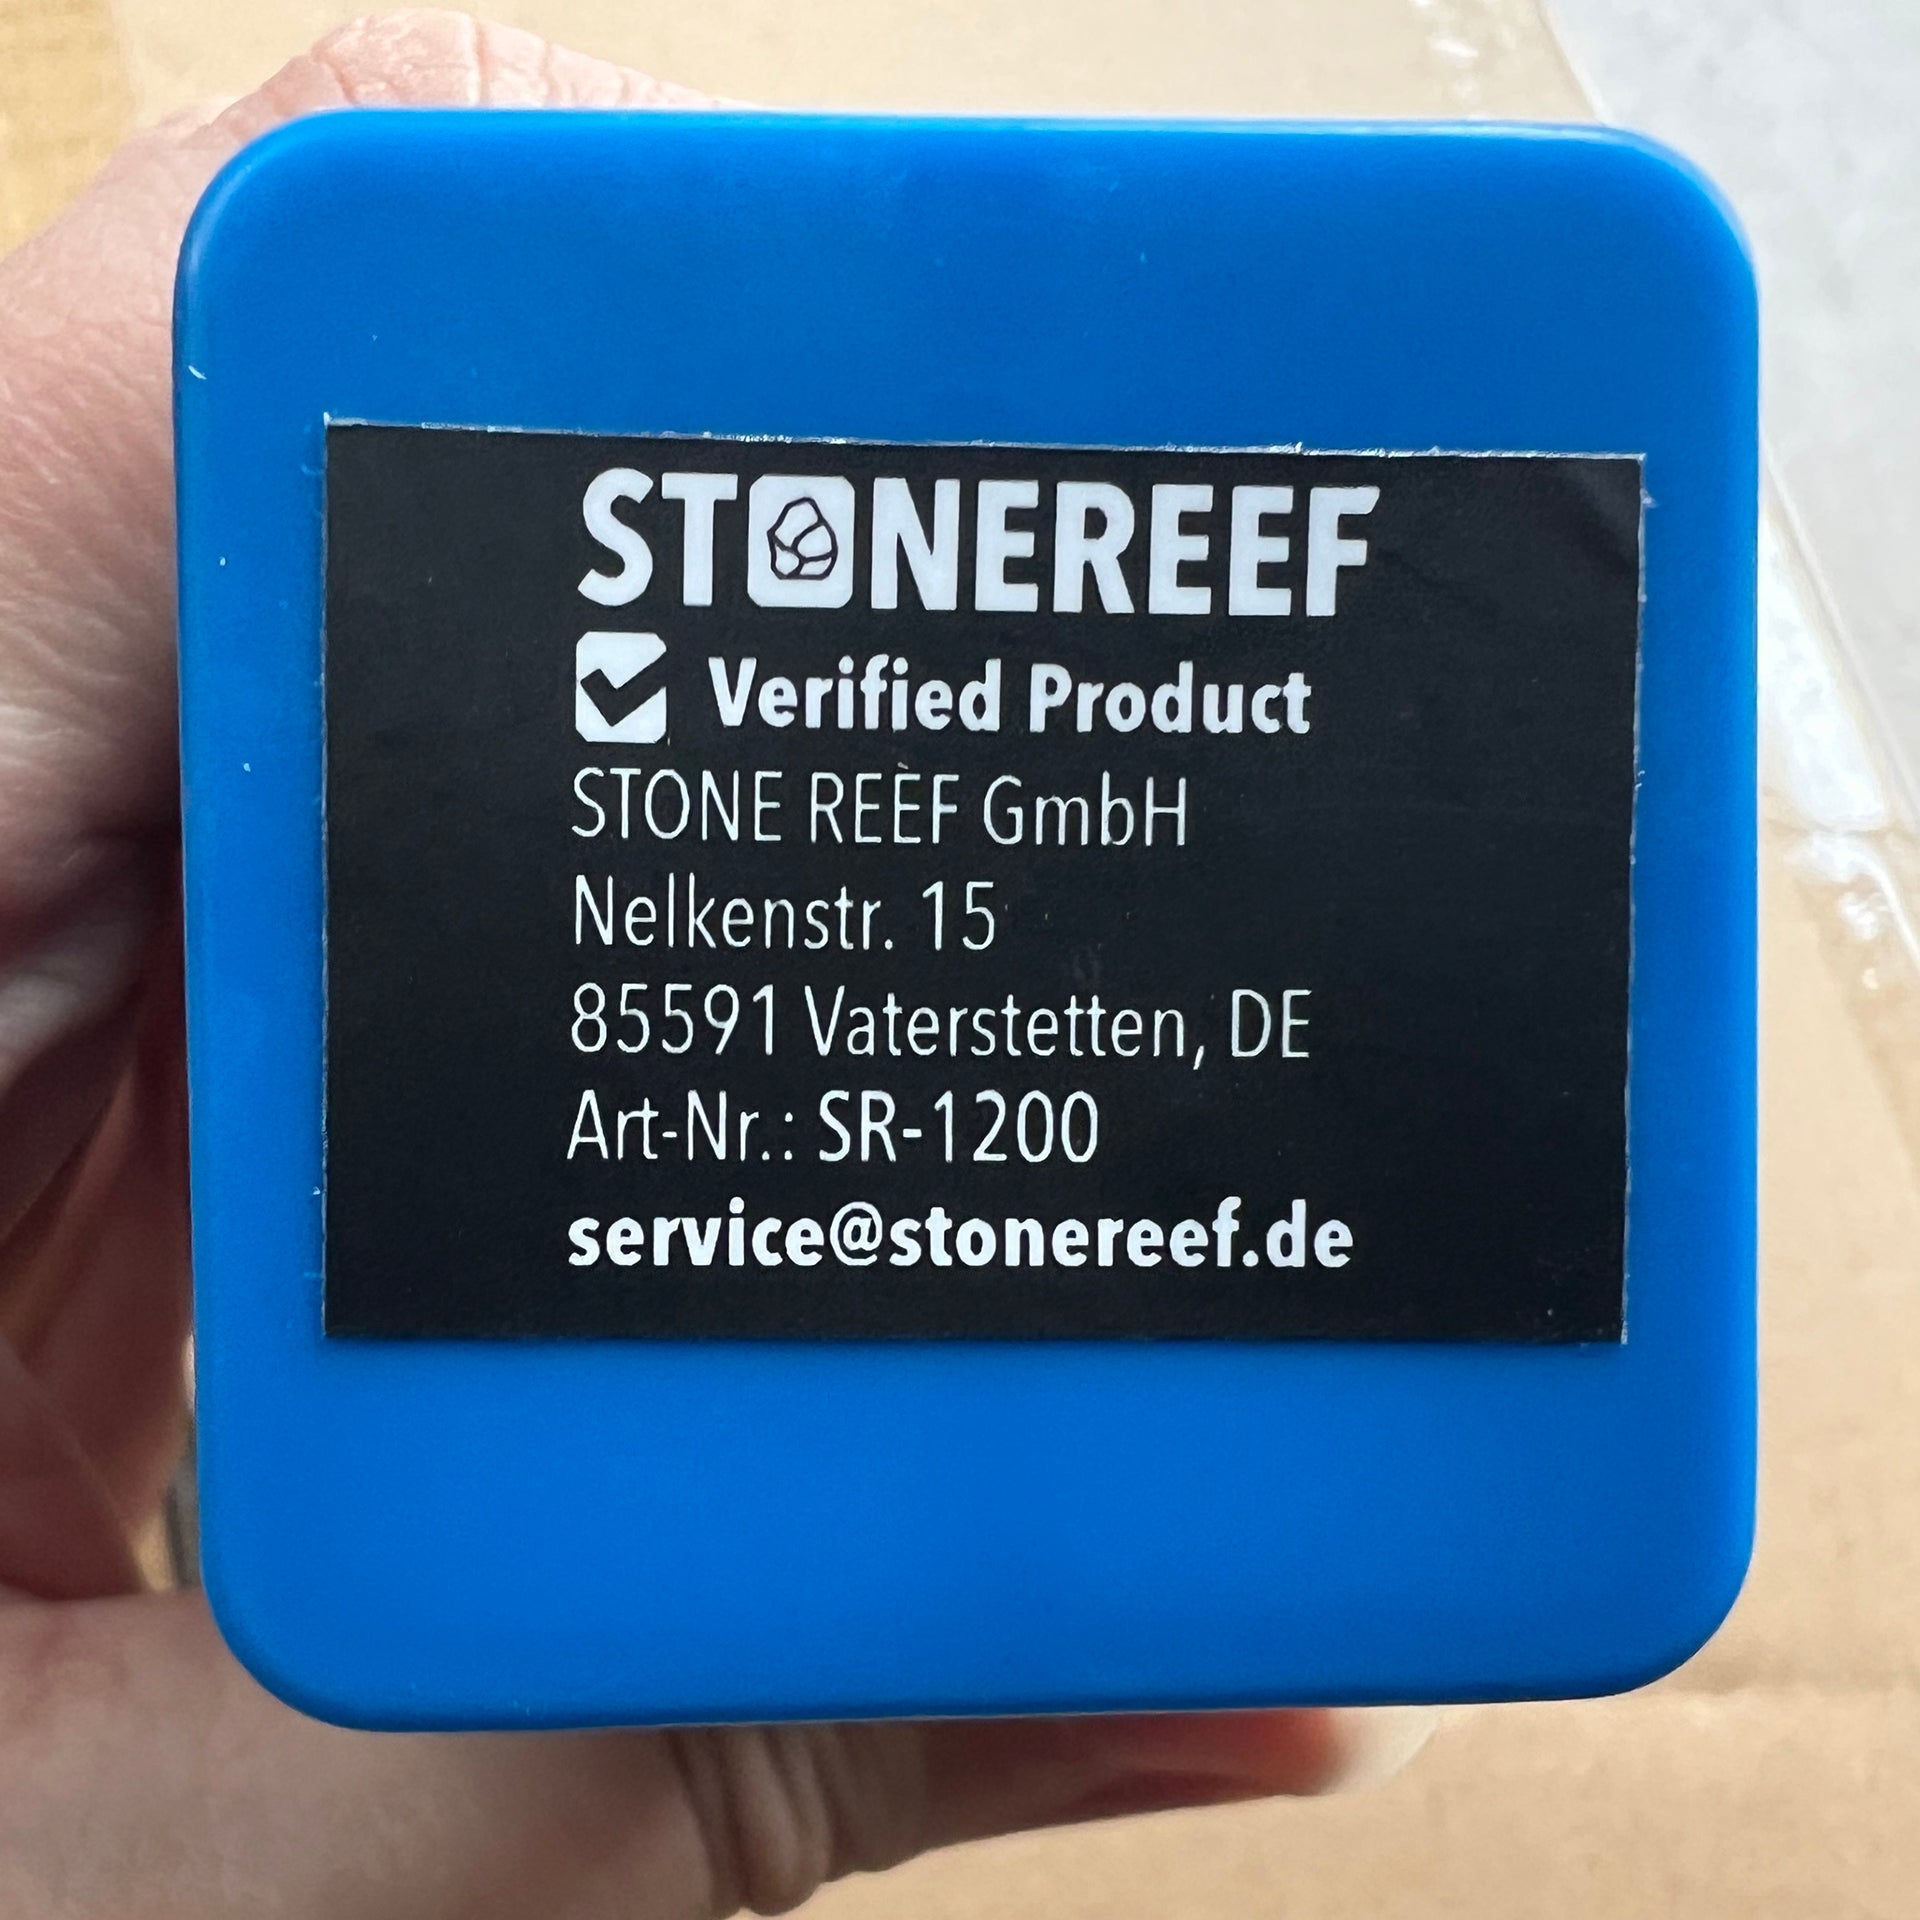 STONEREEF
Verified Product
STONE REEF GmbH
Nelkenstr. 15
85591 Vaterstetten, DE
Art-Nr.: SR-1200
service@stonereef.de